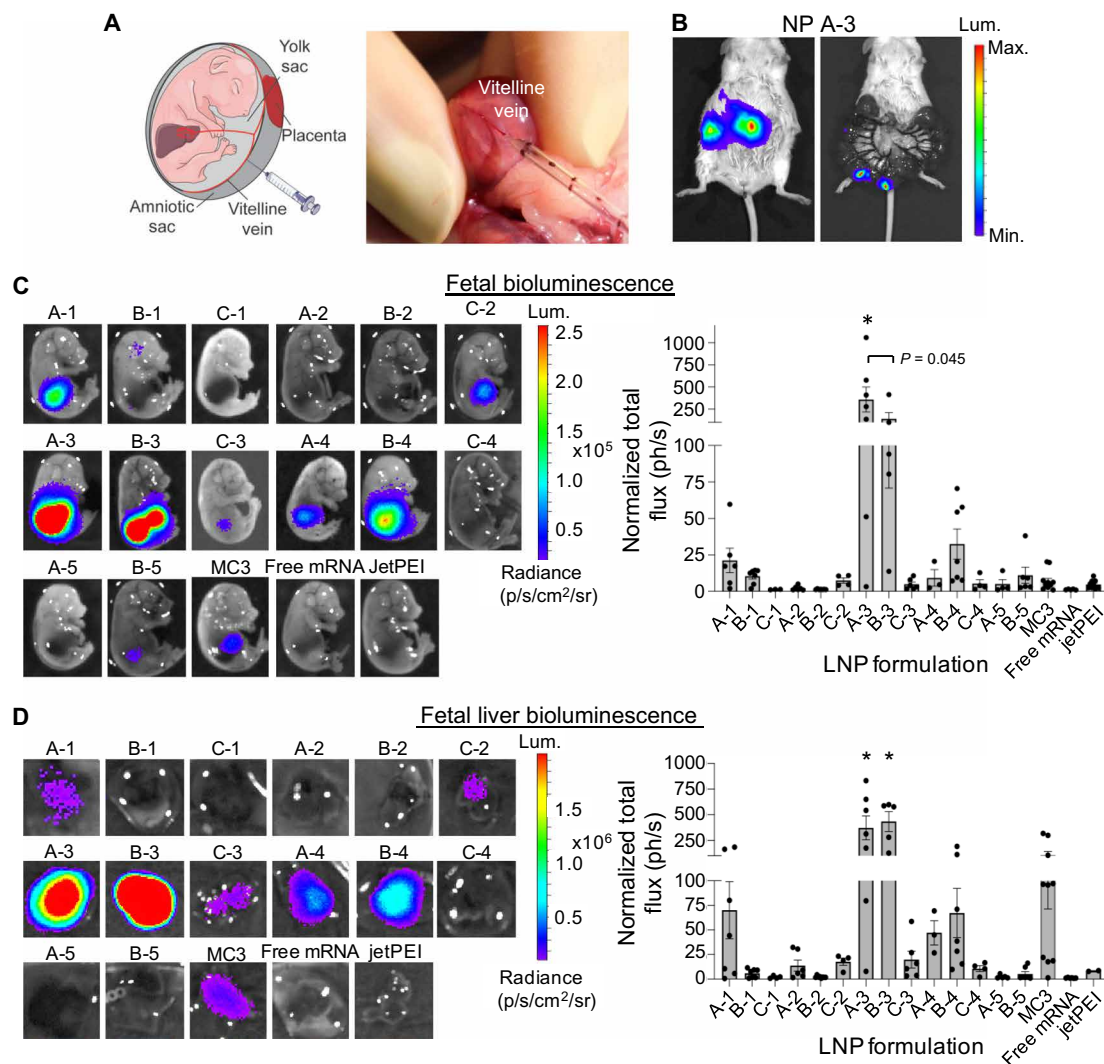 A
Yolk
sac
Placenta
Amniotic
sac
Vitelline
vein
Vitelline
vein
B
NP A-3
Lum.
Max.
Min.
C
Fetal bioluminescence
A-1 B-1 C-1 A-2 B-2 C-2
A-3 B-3 C-3 A-4 B-4 C-4
A-5 B-5 MC3 Free mRNA JetPEI
Lum.
2.5
2.0
1.5
x10⁵
1.0
0.5
Radiance
(p/s/cm²/sr)
Normalized total
flux (ph/s)
1000
750
500
250
100
75
50
25
0
*
P = 0.045
A-1 B-1 C-1 A-2 B-2 C-2 A-3 B-3 C-3 A-4 B-4 C-4 A-5 B-5 MC3 Free mRNA jetPEI
LNP formulation
D
Fetal liver bioluminescence
A-1 B-1 C-1 A-2 B-2 C-2
A-3 B-3 C-3 A-4 B-4 C-4
A-5 B-5 MC3 Free mRNA jetPEI
Lum.
1.5
x10⁶
1.0
0.5
Radiance
(p/s/cm²/sr)
Normalized total
flux (ph/s)
1000
750
500
250
100
75
50
25
0
* *
A-1 B-1 C-1 A-2 B-2 C-2 A-3 B-3 C-3 A-4 B-4 C-4 A-5 B-5 MC3 Free mRNA jetPEI
LNP formulation